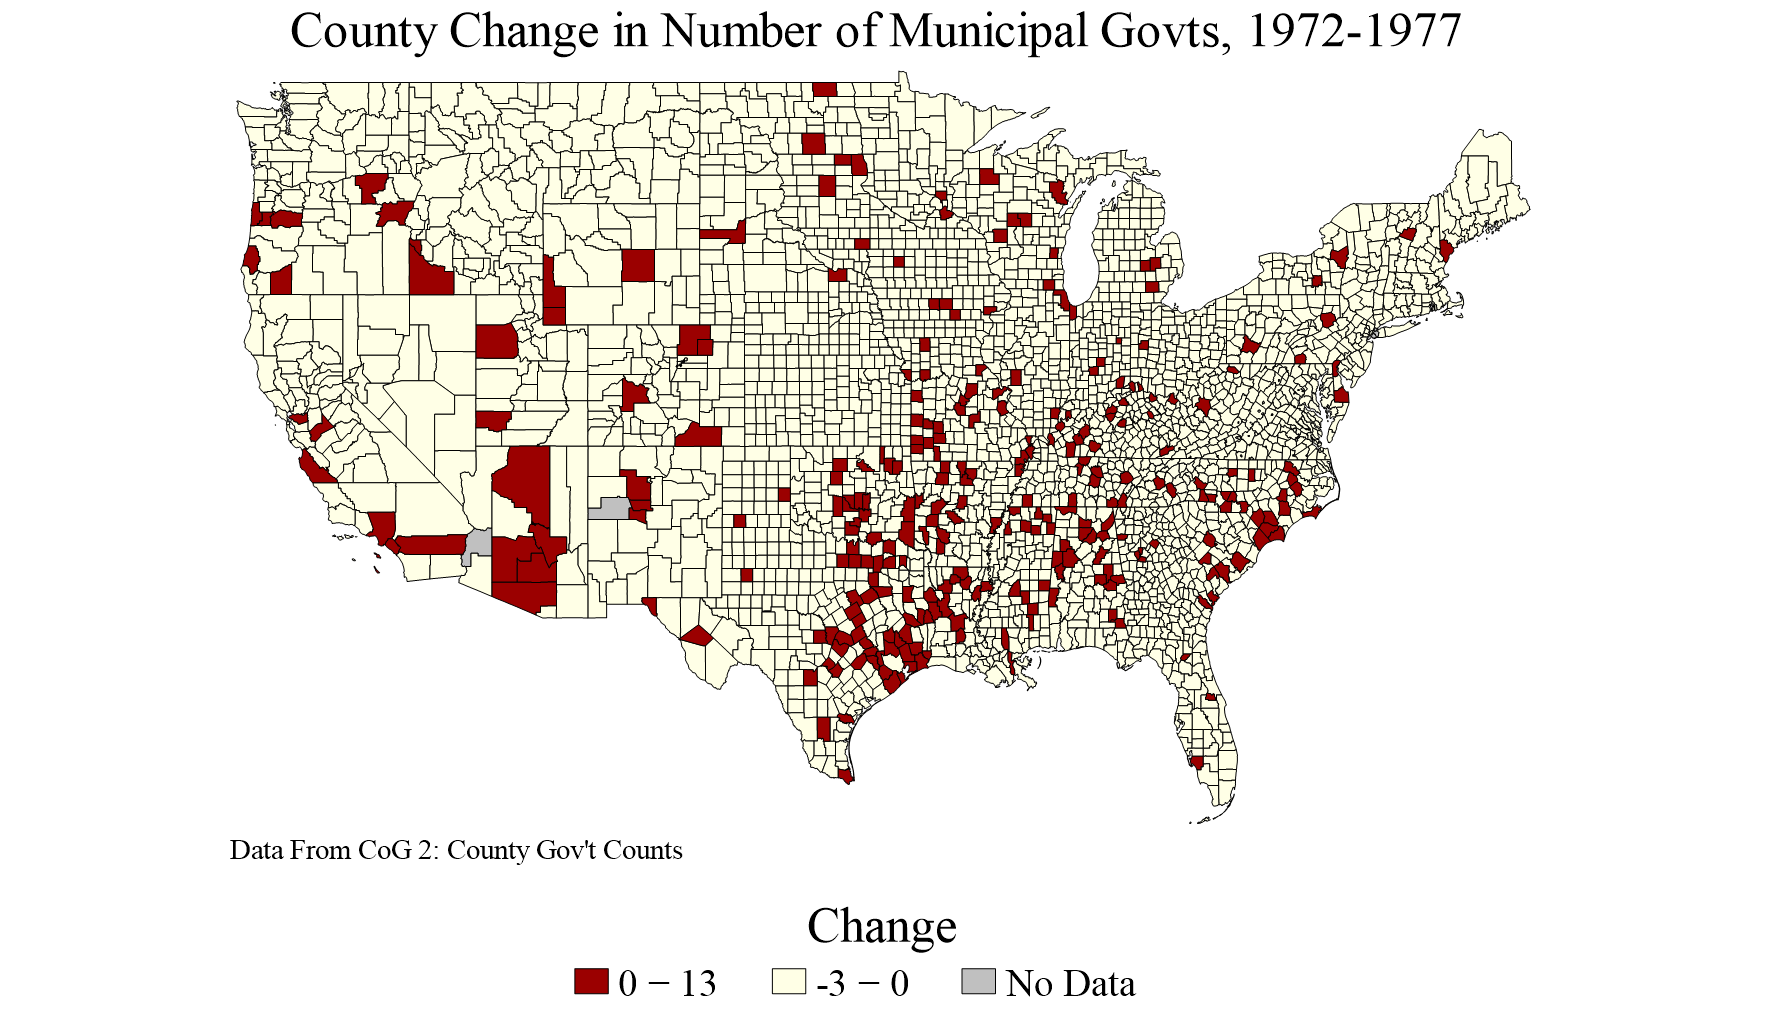 County Change in Number of Municipal Govts, 1972-1977
Data From CoG 2: County Gov't Counts
Change
0 − 13
-3 − 0
No Data